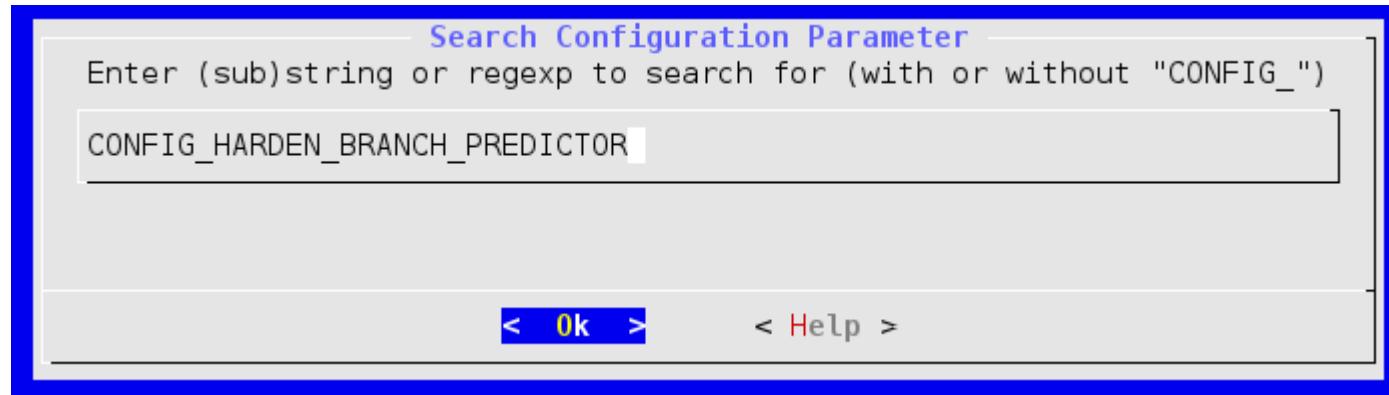 Search Configuration Parameter
Enter (sub)string or regexp to search for (with or without "CONFIG_")
CONFIG_HARDEN_BRANCH_PREDICTOR
< Ok > < Help >